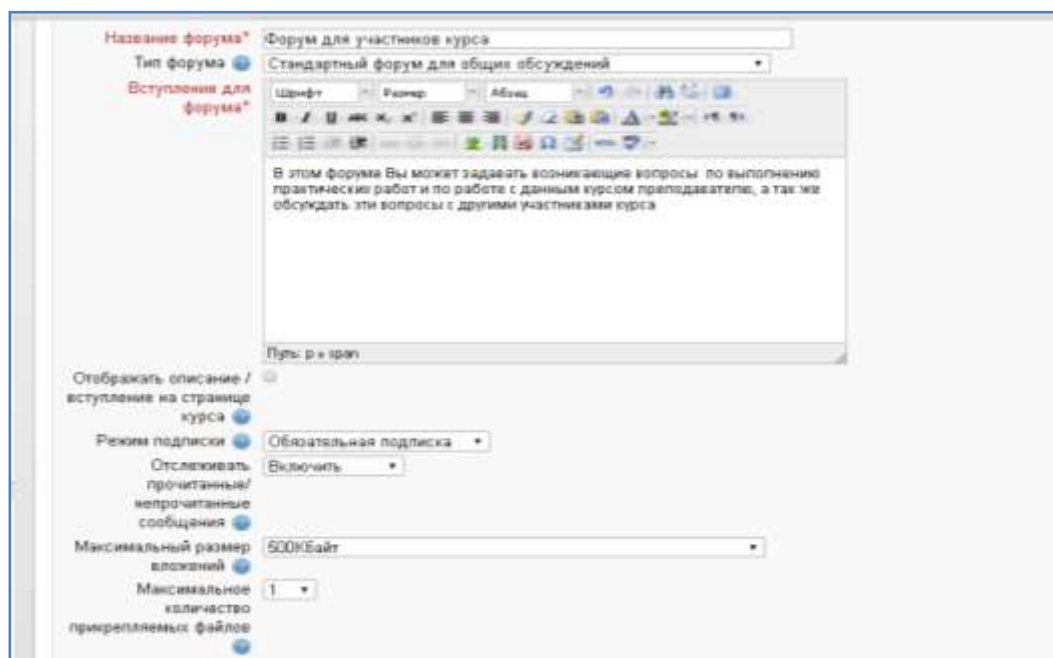 Название форума* Форум для участников курса
Тип форума Стандартный форум для общих обсуждений
Вступление для форума*
Шрифт Размер Абзац
В этом форуме Вы может задавать возникающие вопросы по выполнению
практических работ и по работе с данным курсом преподавателю, а так же
обсуждать эти вопросы с другими участниками курса
Путь: p » span
Отображать описание /
вступление на странице
курса
Режим подписки Обязательная подписка
Отслеживать Включить
прочитанные/
непрочитанные
сообщения
Максимальный размер 500Кбайт
вложений
Максимальное 1
количество
прикрепляемых файлов